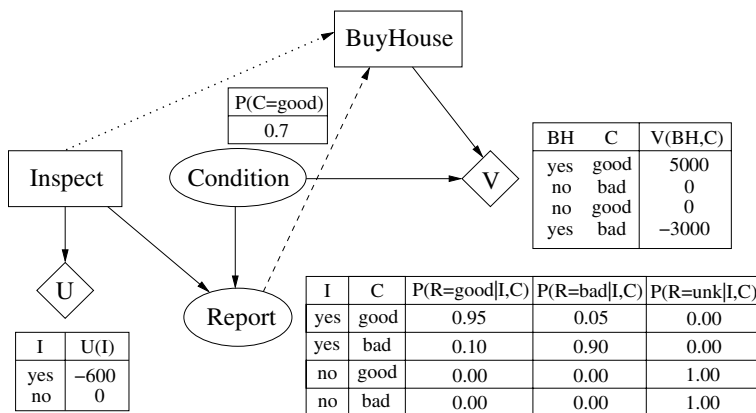 BuyHouse
P(C=good)
0.7
Inspect
Condition
V
BH C V(BH,C)
yes good 5000
no bad 0
no good 0
yes bad −3000
U
Report
I U(I)
yes −600
no 0
I C P(R=good|I,C) P(R=bad|I,C) P(R=unk|I,C)
yes good 0.95 0.05 0.00
yes bad 0.10 0.90 0.00
no good 0.00 0.00 1.00
no bad 0.00 0.00 1.00